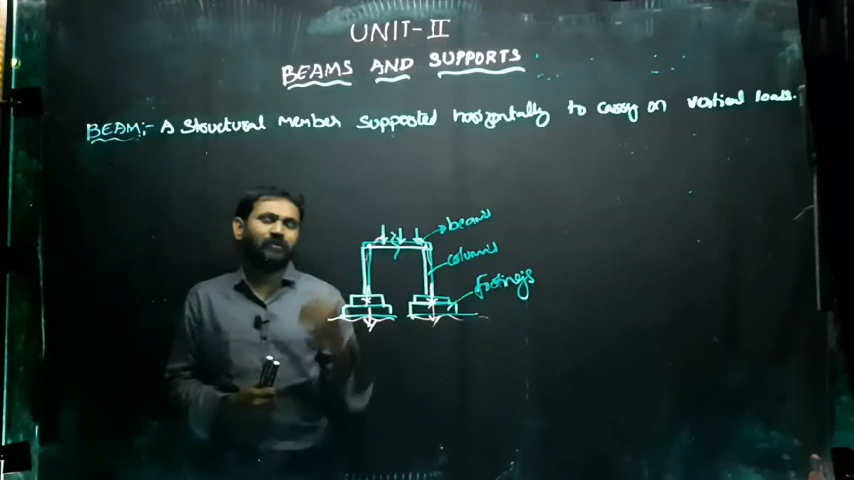 UNIT-II
BEAMS AND SUPPORTS
BEAM:- A Structural member supported horizontally to carry on vertical loads.
beams
columns
footings